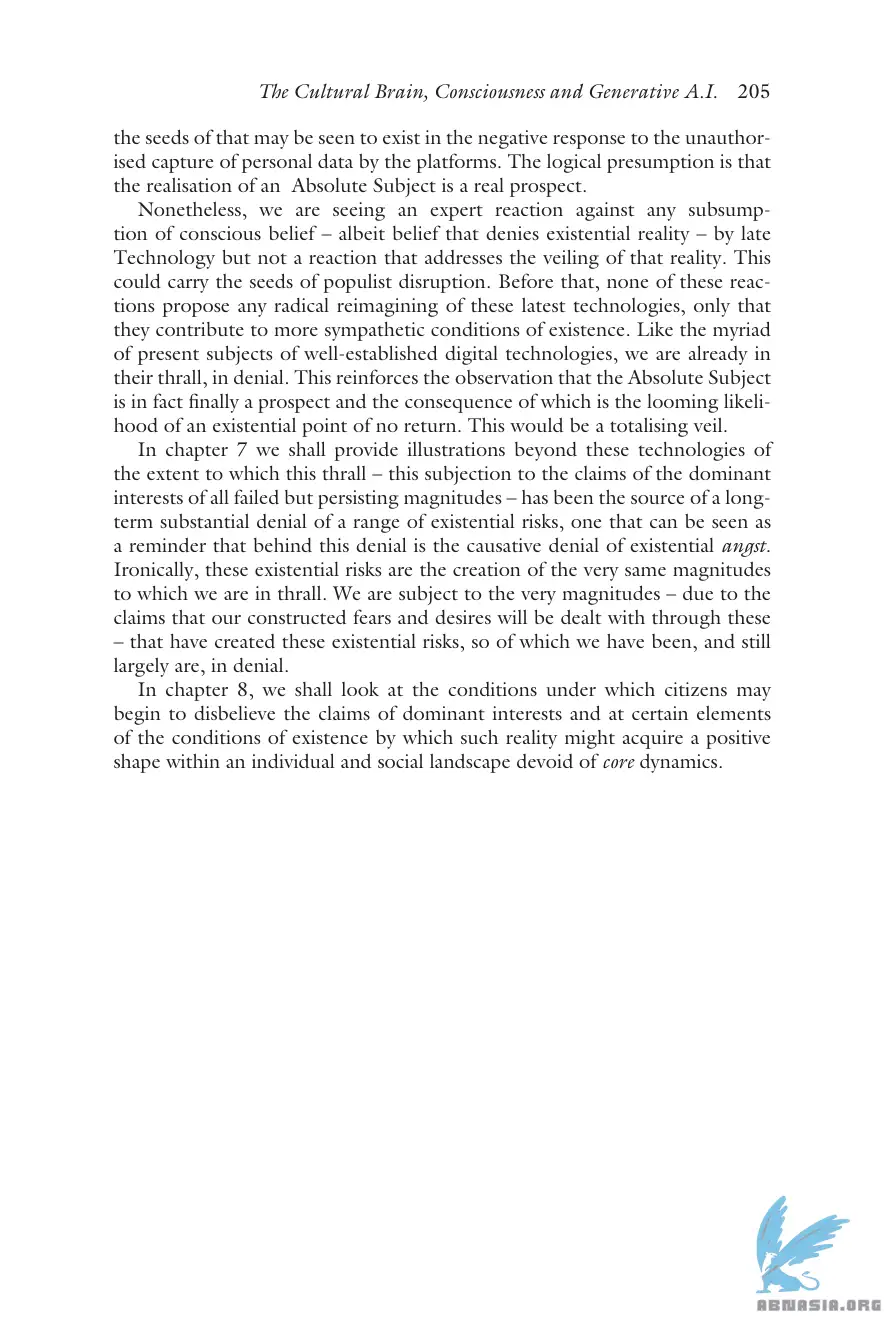 The Cultural Brain, Consciousness and Generative A.I. 205
the seeds of that may be seen to exist in the negative response to the unauthor-
ised capture of personal data by the platforms. The logical presumption is that
the realisation of an Absolute Subject is a real prospect.
Nonetheless, we are seeing an expert reaction against any subsump-
tion of conscious belief – albeit belief that denies existential reality – by late
Technology but not a reaction that addresses the veiling of that reality. This
could carry the seeds of populist disruption. Before that, none of these reac-
tions propose any radical reimagining of these latest technologies, only that
they contribute to more sympathetic conditions of existence. Like the myriad
of present subjects of well-established digital technologies, we are already in
their thrall, in denial. This reinforces the observation that the Absolute Subject
is in fact finally a prospect and the consequence of which is the looming likeli-
hood of an existential point of no return. This would be a totalising veil.
In chapter 7 we shall provide illustrations beyond these technologies of
the extent to which this thrall – this subjection to the claims of the dominant
interests of all failed but persisting magnitudes – has been the source of a long-
term substantial denial of a range of existential risks, one that can be seen as
a reminder that behind this denial is the causative denial of existential angst.
Ironically, these existential risks are the creation of the very same magnitudes
to which we are in thrall. We are subject to the very magnitudes – due to the
claims that our constructed fears and desires will be dealt with through these
– that have created these existential risks, so of which we have been, and still
largely are, in denial.
In chapter 8, we shall look at the conditions under which citizens may
begin to disbelieve the claims of dominant interests and at certain elements
of the conditions of existence by which such reality might acquire a positive
shape within an individual and social landscape devoid of core dynamics.
ABNASIA.ORG